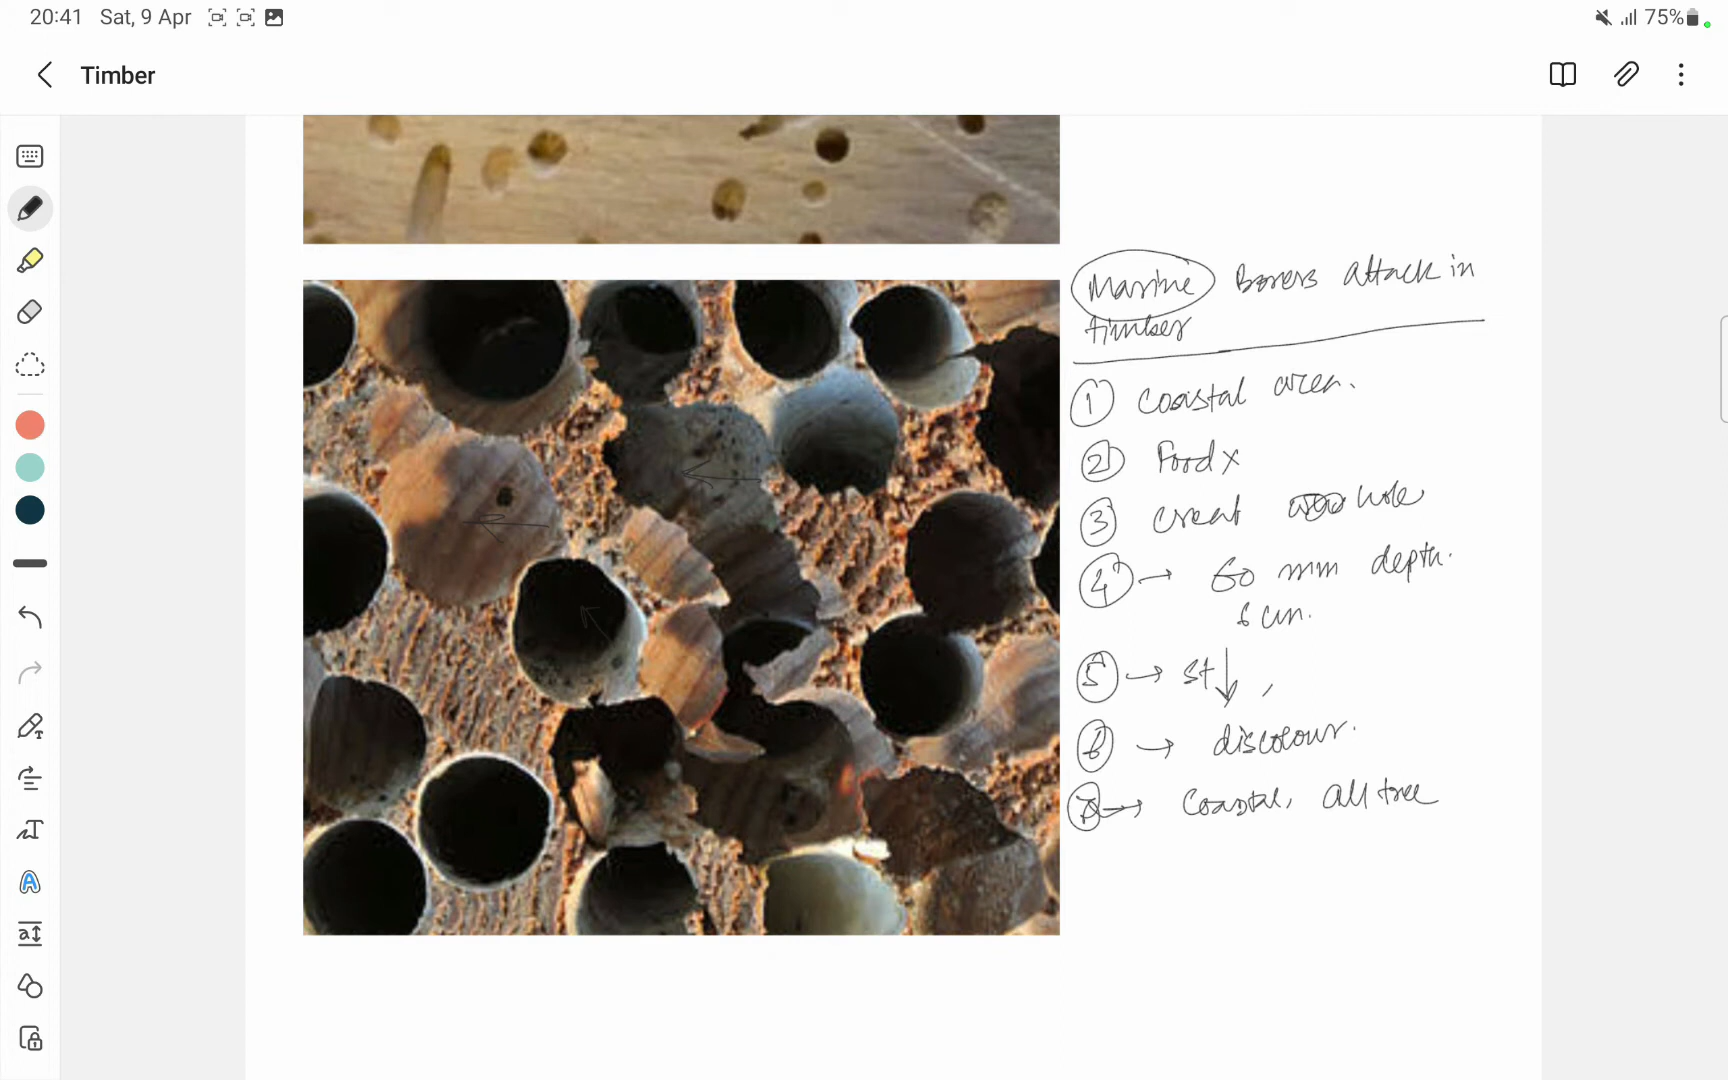 20:41 Sat, 9 Apr 75%
Timber
Marine Borers attack in
timber
① Coastal area.
② Food x
③ Creat hole
④ → 60 mm depth.
6 cm.
⑤ → St ↓ ,
⑥ → discolour.
→ Coastal, all tree